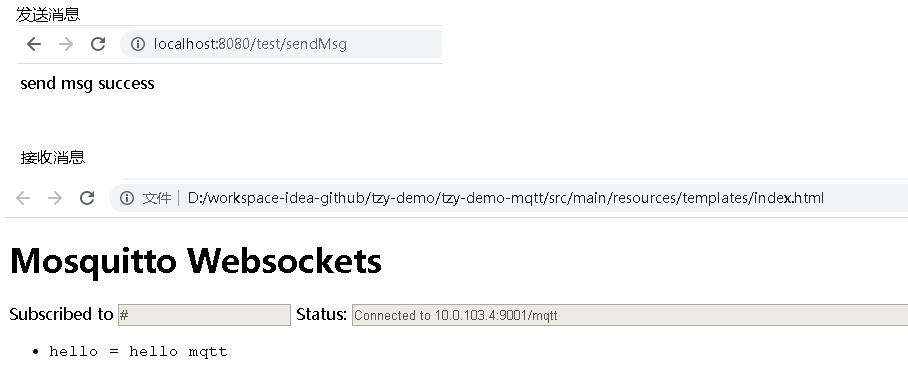 发送消息
localhost:8080/test/sendMsg
send msg success
接收消息
文件 | D:/workspace-idea-github/tzy-demo/tzy-demo-mqtt/src/main/resources/templates/index.html
Mosquitto Websockets
Subscribed to # Status: Connected to 10.0.103.4:9001/mqtt
• hello = hello mqtt